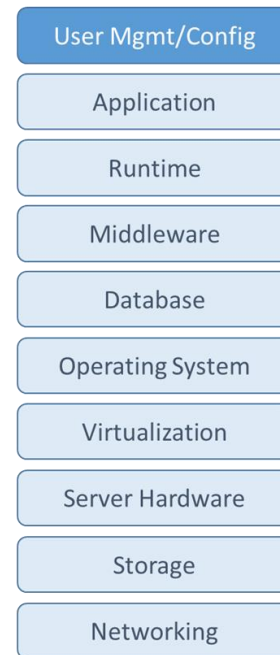 User Mgmt/Config
Application
Runtime
Middleware
Database
Operating System
Virtualization
Server Hardware
Storage
Networking